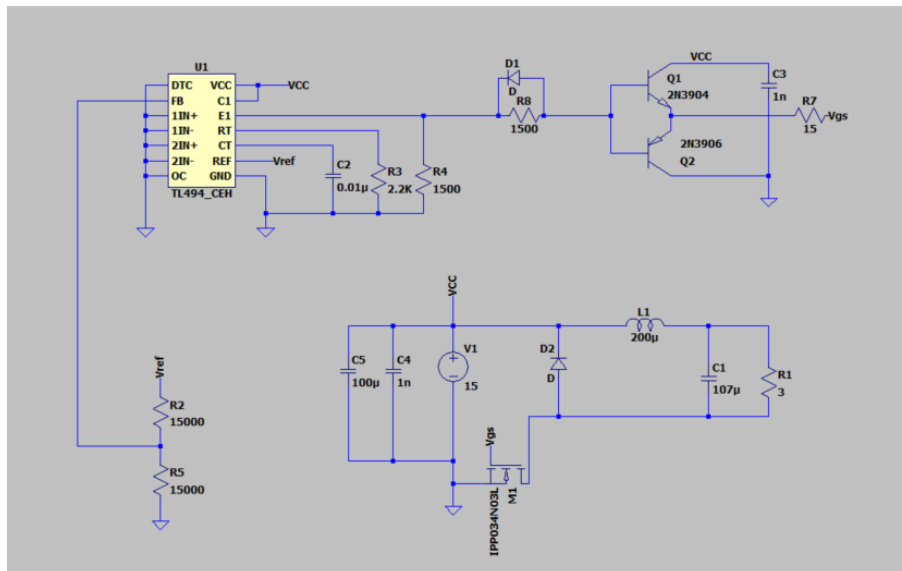 U1
DTC VCC
FB C1
1IN+ E1
1IN- RT
2IN+ CT
2IN- REF
OC GND
TL494_CEH
VCC
Vref
C2
0.01µ
R3
2.2K
R4
1500
D1
D
R8
1500
VCC
Q1
2N3904
2N3906
Q2
C3
1n
R7
15
Vgs
Vref
R2
15000
R5
15000
VCC
C5
100µ
C4
1n
V1
15
D2
D
L1
200µ
C1
107µ
R1
3
Vgs
M1
IPP034N03L